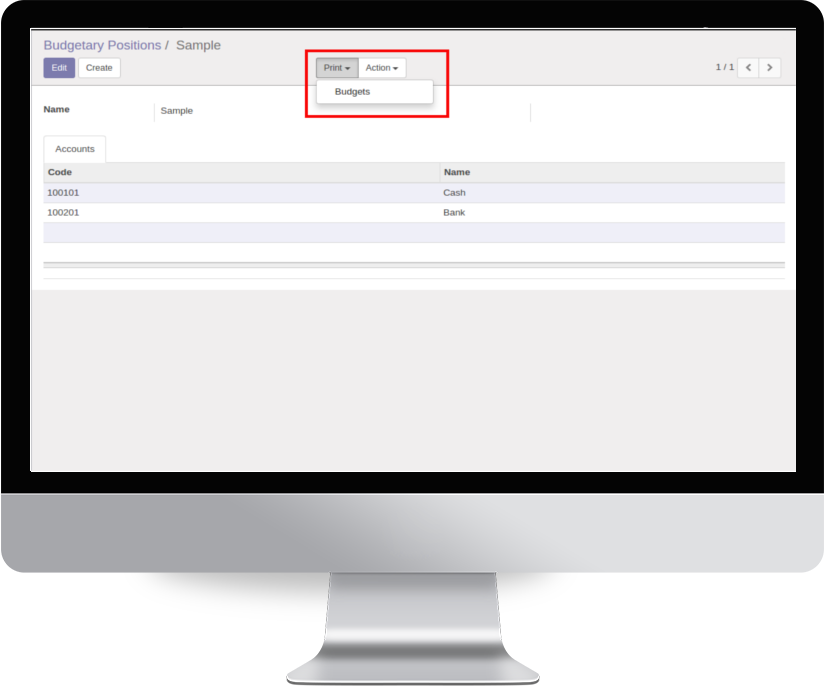 Budgetary Positions / Sample
Edit Create Print Action 1 / 1
Budgets
Name Sample
Accounts
Code Name
100101 Cash
100201 Bank